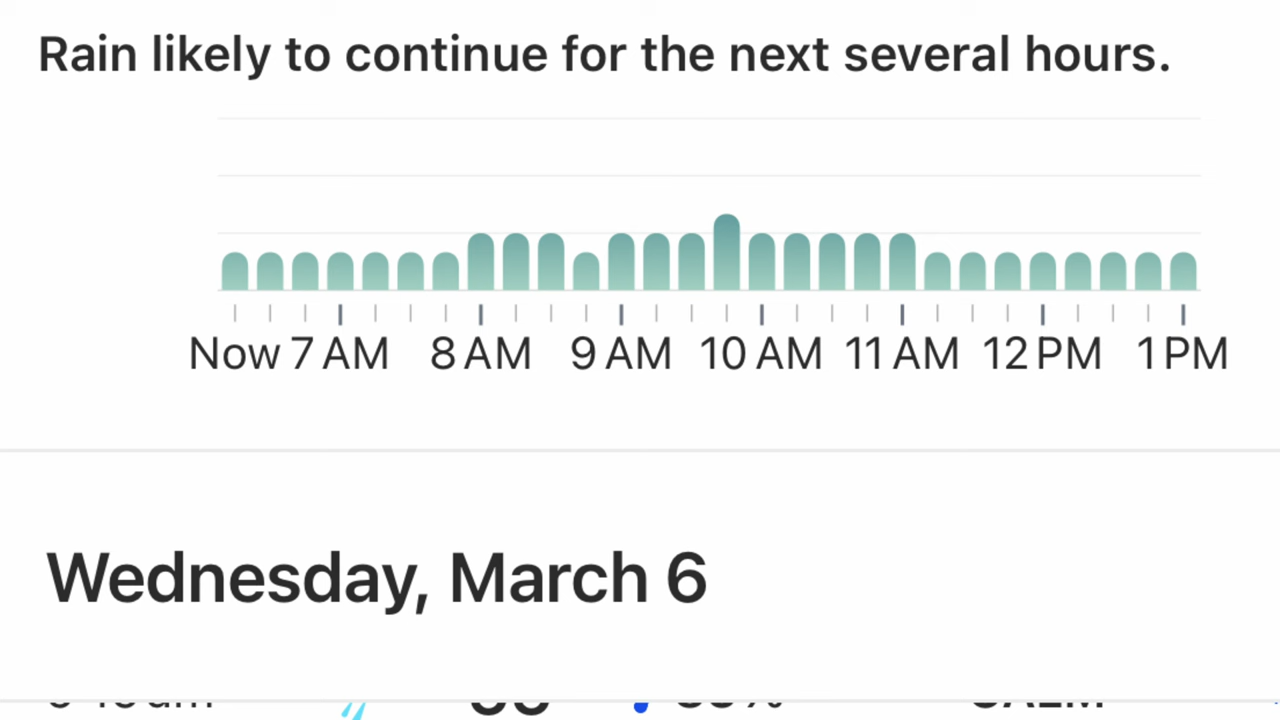 Rain likely to continue for the next several hours.
Now 7 AM 8 AM 9 AM 10 AM 11 AM 12 PM 1 PM
Wednesday, March 6